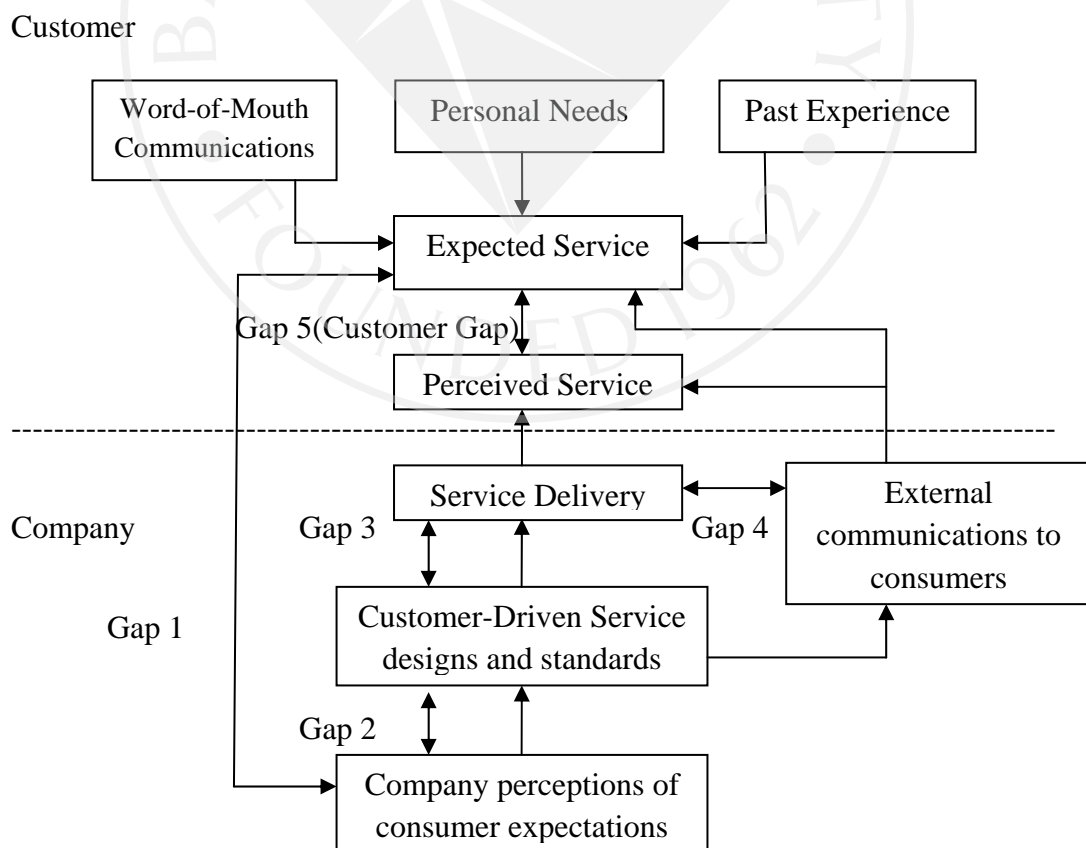 Customer
Word-of-Mouth
Communications
Personal Needs
Past Experience
Expected Service
Gap 5(Customer Gap)
Perceived Service
Service Delivery
External
communications to
consumers
Company
Gap 3
Gap 4
Customer-Driven Service
designs and standards
Gap 1
Gap 2
Company perceptions of
consumer expectations
FOUNDED 1962